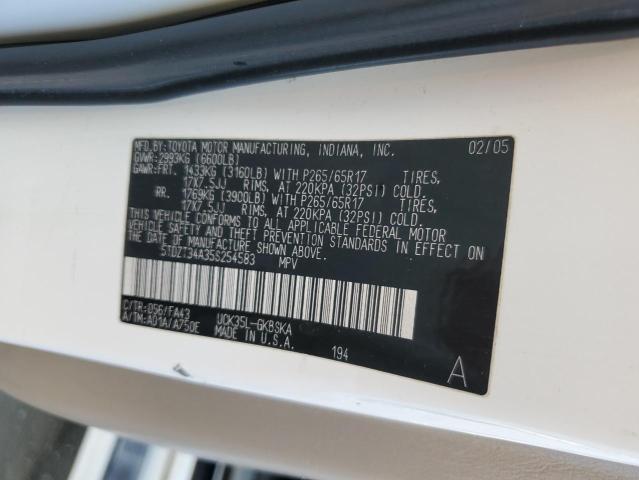 MFD.BY:TOYOTA MOTOR MANUFACTURING, INDIANA, INC. 02/05
GVWR: 2993KG (6600LB)
GAWR:FRT. 1433KG (3160LB) WITH P265/65R17 TIRES,
17X7.5JJ RIMS, AT 220KPA (32PSI) COLD
RR. 1769KG (3900LB) WITH P265/65R17 TIRES,
17X7.5JJ RIMS, AT 220KPA (32PSI) COLD.
THIS VEHICLE CONFORMS TO ALL APPLICABLE FEDERAL MOTOR
VEHICLE SAFETY AND THEFT PREVENTION STANDARDS IN EFFECT ON
THE DATE OF MANUFACTURE SHOWN ABOVE.
5TDZT34A35S254583 MPV
C/TR: 056/FA43 UCK35L-GKBSKA
A/TM: A01A/A750E MADE IN U.S.A.
194 A